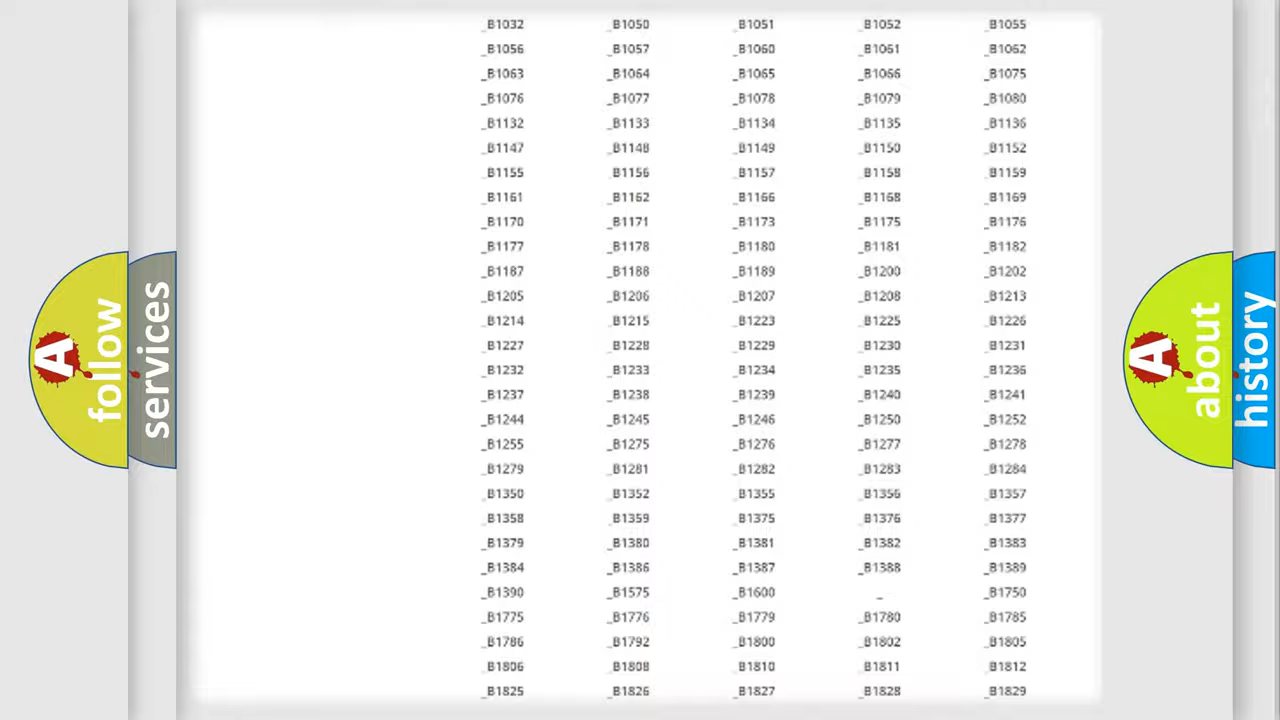 _B1032 _B1050 _B1051 _B1052 _B1055
_B1056 _B1057 _B1060 _B1061 _B1062
_B1063 _B1064 _B1065 _B1066 _B1075
_B1076 _B1077 _B1078 _B1079 _B1080
_B1132 _B1133 _B1134 _B1135 _B1136
_B1147 _B1148 _B1149 _B1150 _B1152
_B1155 _B1156 _B1157 _B1158 _B1159
_B1161 _B1162 _B1166 _B1168 _B1169
_B1170 _B1171 _B1173 _B1175 _B1176
_B1177 _B1178 _B1180 _B1181 _B1182
_B1187 _B1188 _B1189 _B1200 _B1202
_B1205 _B1206 _B1207 _B1208 _B1213
_B1214 _B1215 _B1223 _B1225 _B1226
_B1227 _B1228 _B1229 _B1230 _B1231
_B1232 _B1233 _B1234 _B1235 _B1236
_B1237 _B1238 _B1239 _B1240 _B1241
_B1244 _B1245 _B1246 _B1250 _B1252
_B1255 _B1275 _B1276 _B1277 _B1278
_B1279 _B1281 _B1282 _B1283 _B1284
_B1350 _B1352 _B1355 _B1356 _B1357
_B1358 _B1359 _B1375 _B1376 _B1377
_B1379 _B1380 _B1381 _B1382 _B1383
_B1384 _B1386 _B1387 _B1388 _B1389
_B1390 _B1575 _B1600 _ _B1750
_B1775 _B1776 _B1779 _B1780 _B1785
_B1786 _B1792 _B1800 _B1802 _B1805
_B1806 _B1808 _B1810 _B1811 _B1812
_B1825 _B1826 _B1827 _B1828 _B1829
A
follow
services
A
about
history